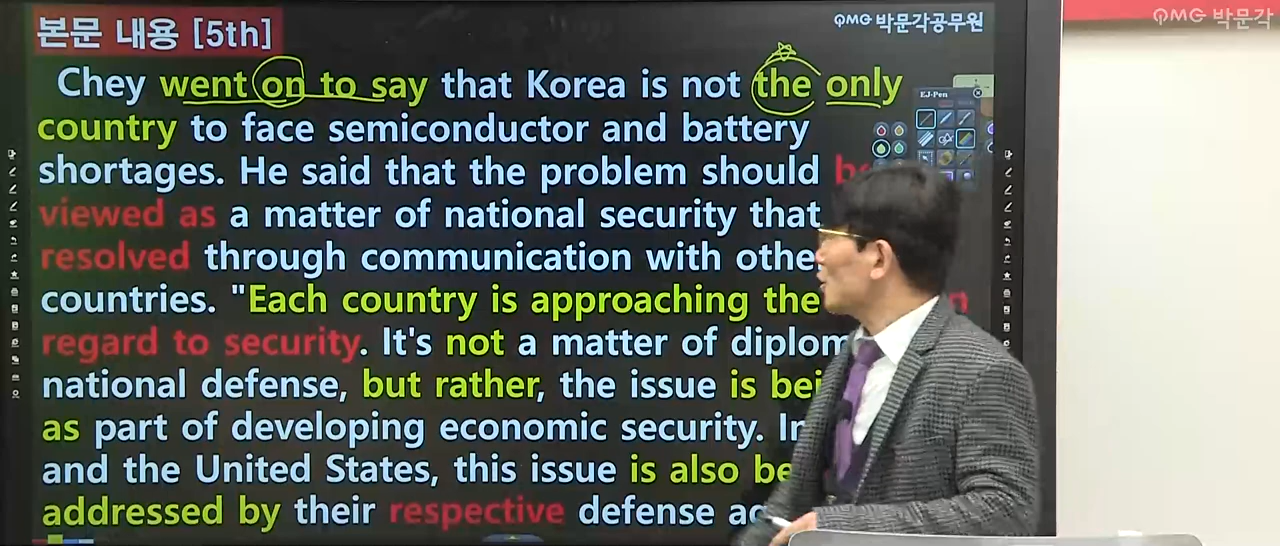 본문 내용 [5th]
QMG 박문각공무원
QMG 박문각
Chey went on to say that Korea is not the only
EJ-Pen
country to face semiconductor and battery
shortages. He said that the problem should
viewed as a matter of national security that
resolved through communication with othe
countries. "Each country is approaching the
regard to security. It's not a matter of diplom
national defense, but rather, the issue is bei
as part of developing economic security. In
and the United States, this issue is also be
addressed by their respective defense